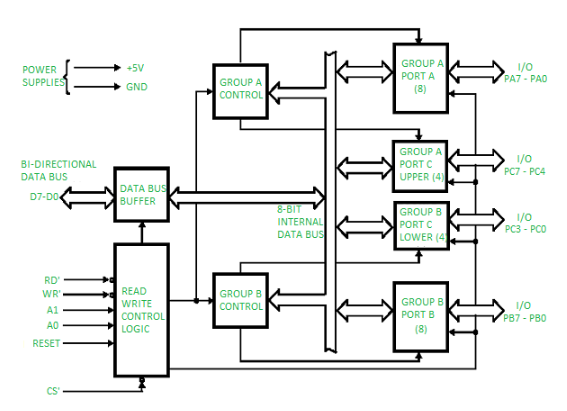 POWER
SUPPLIES
+5V
GND
GROUP A
CONTROL
GROUP A
PORT A
(8)
I/O
PA7 - PA0
BI-DIRECTIONAL
DATA BUS
D7-D0
DATA BUS
BUFFER
8-BIT
INTERNAL
DATA BUS
GROUP A
PORT C
UPPER (4)
I/O
PC7 - PC4
GROUP B
PORT C
LOWER (4)
I/O
PC3 - PC0
RD'
WR'
A1
A0
RESET
CS'
READ
WRITE
CONTROL
LOGIC
GROUP B
CONTROL
GROUP B
PORT B
(8)
I/O
PB7 - PB0